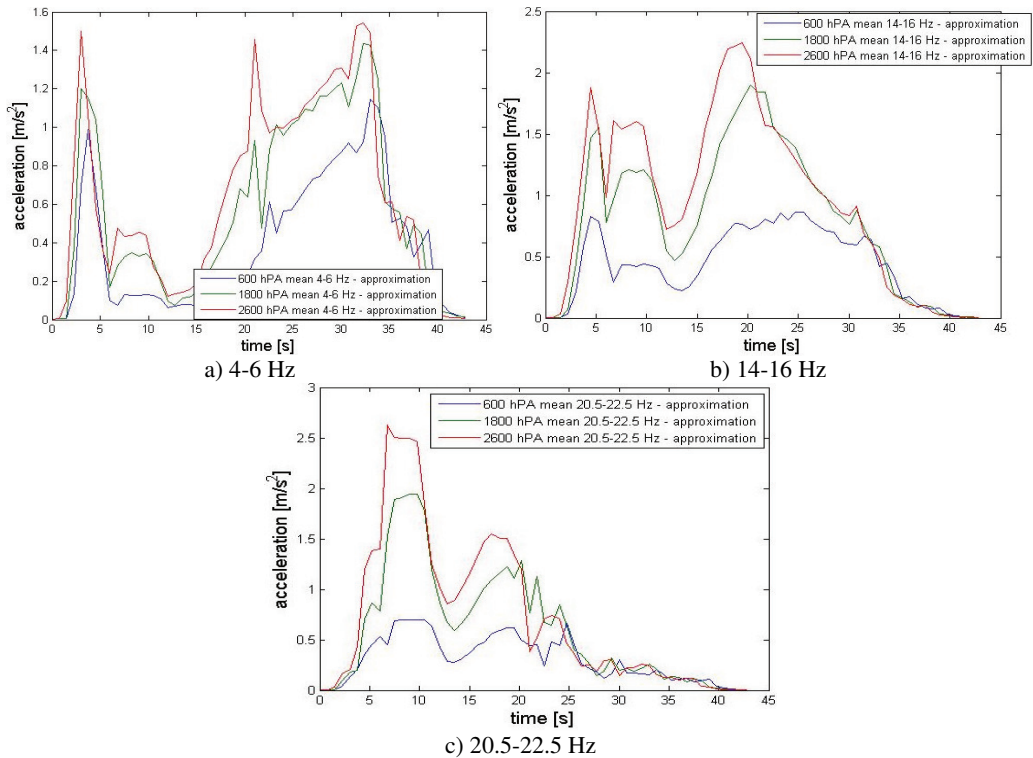 1.6
1.4
1.2
1
0.8
0.6
0.4
0.2
0
acceleration [m/s²]
600 hPA mean 4-6 Hz - approximation
1800 hPA mean 4-6 Hz - approximation
2600 hPA mean 4-6 Hz - approximation
0 5 10 15 20 25 30 35 40 45
time [s]
a) 4-6 Hz
2.5
2
1.5
1
0.5
0
acceleration [m/s²]
600 hPA mean 14-16 Hz - approximation
1800 hPA mean 14-16 Hz - approximation
2600 hPA mean 14-16 Hz - approximation
0 5 10 15 20 25 30 35 40 45
time [s]
b) 14-16 Hz
3
2.5
2
1.5
1
0.5
0
acceleration [m/s²]
600 hPA mean 20.5-22.5 Hz - approximation
1800 hPA mean 20.5-22.5 Hz - approximation
2600 hPA mean 20.5-22.5 Hz - approximation
0 5 10 15 20 25 30 35 40 45
time [s]
c) 20.5-22.5 Hz